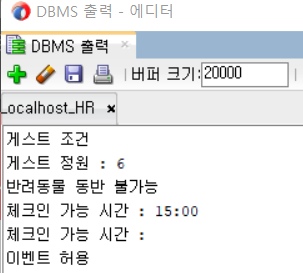 DBMS 출력 - 에디터
DBMS 출력 ×
버퍼 크기: 20000
Localhost_HR ×
게스트 조건
게스트 정원 : 6
반려동물 동반 불가능
체크인 가능 시간 : 15:00
체크인 가능 시간 :
이벤트 허용